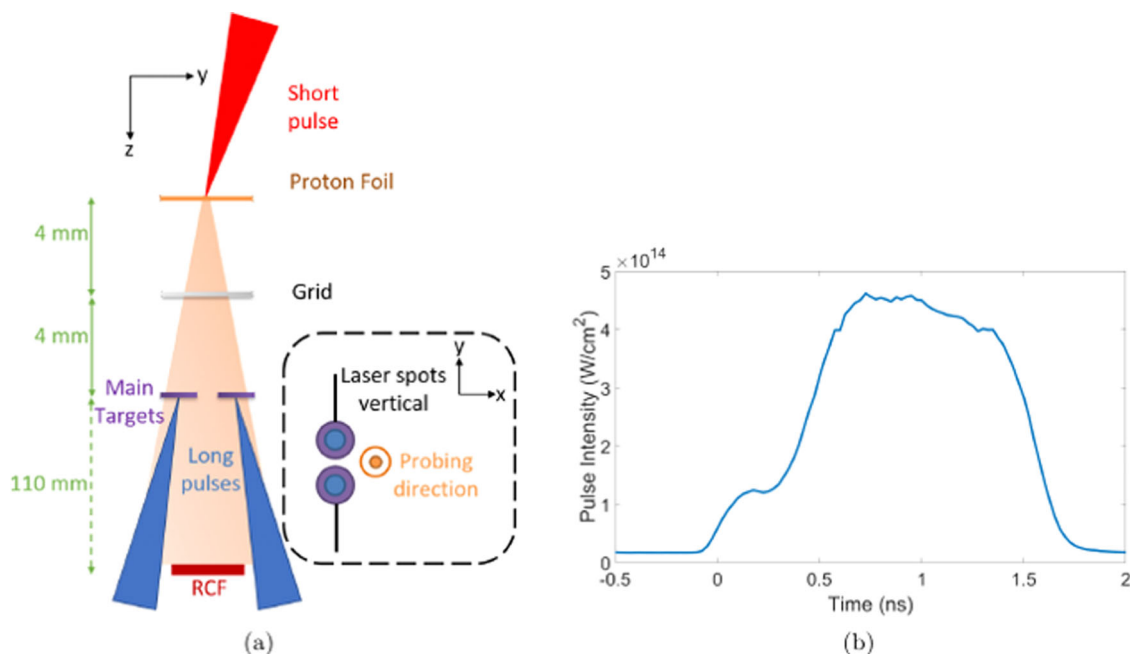 y
z
Short
pulse
Proton Foil
4 mm
Grid
4 mm
Main
Targets
Long
pulses
110 mm
RCF
Laser spots
vertical
y
x
Probing
direction
(a)
×10^14
Pulse Intensity (W/cm²)
5
4
3
2
1
0
-0.5
0
0.5
1
1.5
2
Time (ns)
(b)